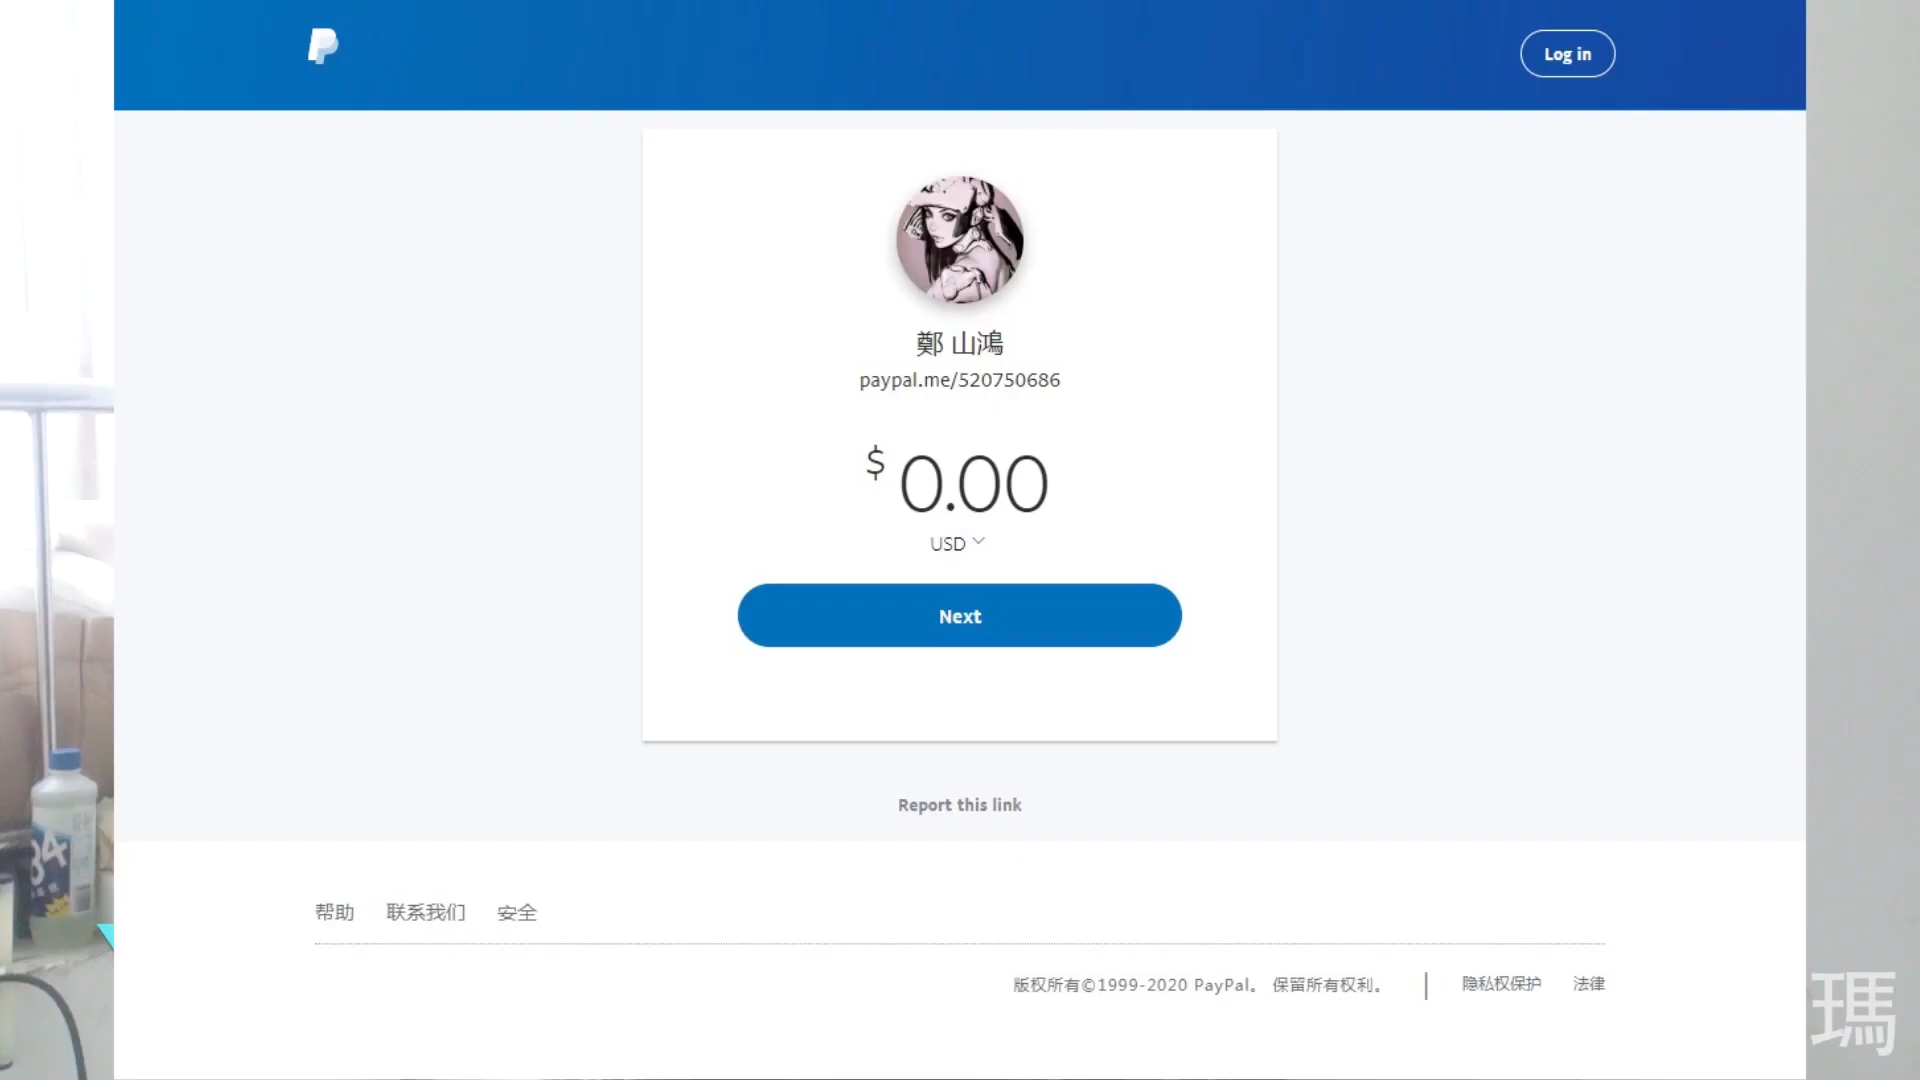 Log in
鄭 山鴻
paypal.me/520750686
$ 0.00
USD
Next
Report this link
帮助 联系我们 安全
版权所有©1999-2020 PayPal。 保留所有权利。 | 隐私权保护 法律
84
瑪